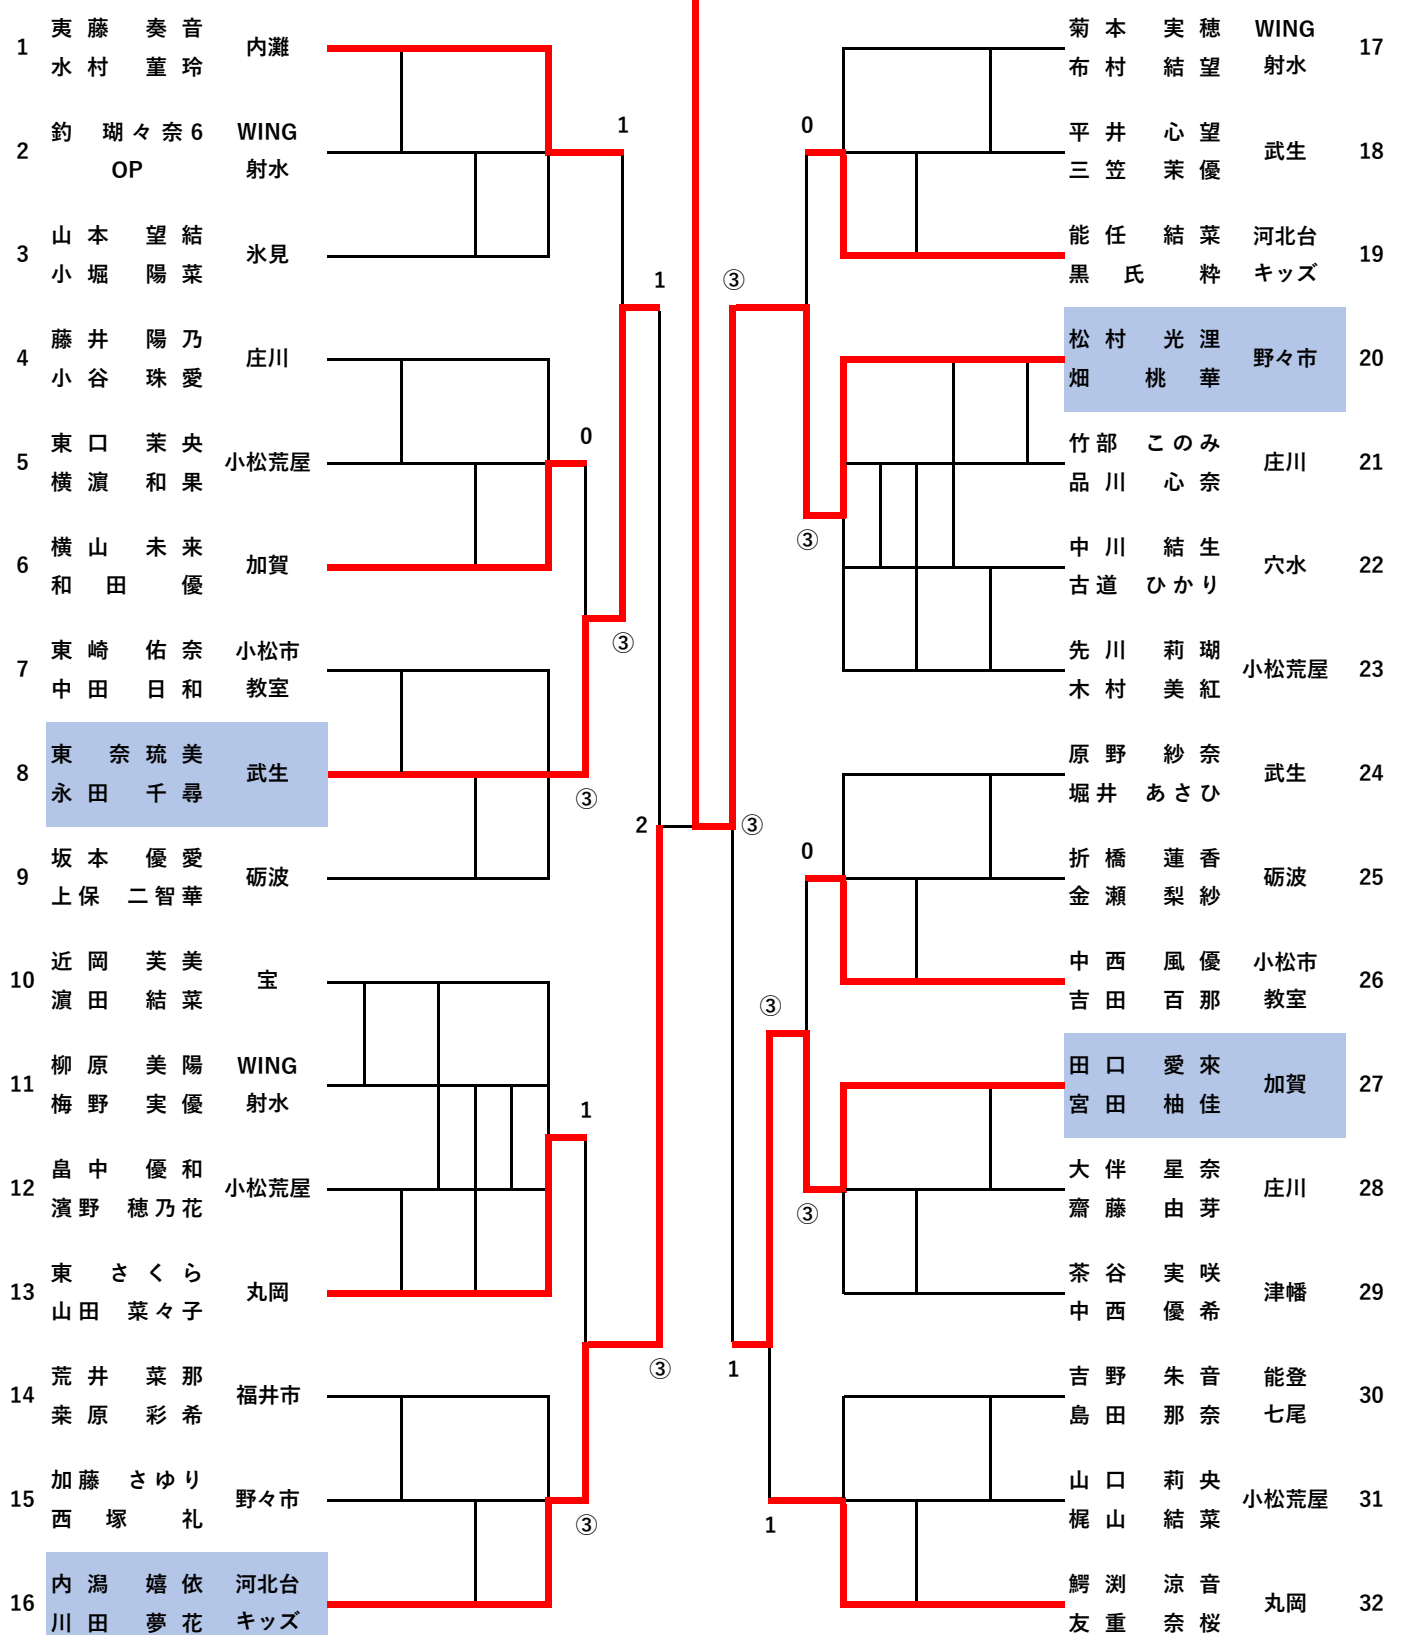 1 夷藤 奏音 内灘
水村 菫玲
2 釣 瑚々奈6 WING
OP 射水
3 山本 望結 氷見
小堀 陽菜
4 藤井 陽乃 庄川
小谷 珠愛
5 東口 茉央 小松荒屋
横濵 和果
6 横山 未来 加賀
和田 優
7 東崎 佑奈 小松市
中田 日和 教室
8 東 奈琉美 武生
永田 千尋
9 坂本 優愛 砺波
上保 二智華
10 近岡 芙美 宝
濵田 結菜
11 柳原 美陽 WING
梅野 実優 射水
12 畠中 優和 小松荒屋
濱野 穂乃花
13 東 さくら 丸岡
山田 菜々子
14 荒井 菜那 福井市
桒原 彩希
15 加藤 さゆり 野々市
西塚 礼
16 内潟 嬉依 河北台
川田 夢花 キッズ
1
1
0
③
③
2
1
③
③
0
③
③
③
0
③
③
1
1
菊本 実穂 WING 17
布村 結望 射水
平井 心望 武生 18
三笠 茉優
能任 結菜 河北台 19
黒氏 粋 キッズ
松村 光浬 野々市 20
畑 桃華
竹部 このみ 庄川 21
品川 心奈
中川 結生 穴水 22
古道 ひかり
先川 莉瑚 小松荒屋 23
木村 美紅
原野 紗奈 武生 24
堀井 あさひ
折橋 蓮香 砺波 25
金瀬 梨紗
中西 風優 小松市 26
吉田 百那 教室
田口 愛來 加賀 27
宮田 柚佳
大伴 星奈 庄川 28
齋藤 由芽
茶谷 実咲 津幡 29
中西 優希
吉野 朱音 能登 30
島田 那奈 七尾
山口 莉央 小松荒屋 31
梶山 結菜
鰐渕 涼音 丸岡 32
友重 奈桜